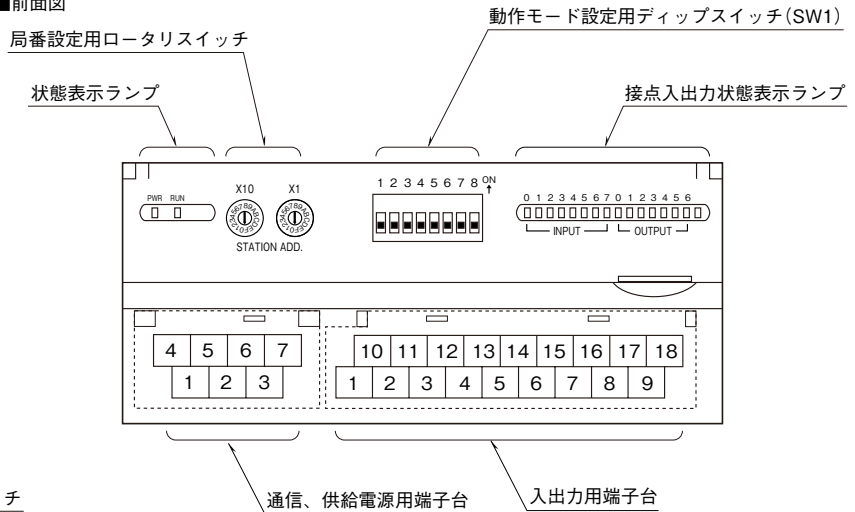 ■前面図
動作モード設定用ディップスイッチ(SW1)
局番設定用ロータリスイッチ
状態表示ランプ
接点入出力状態表示ランプ
PWR RUN
X10 X1
STATION ADD.
1 2 3 4 5 6 7 8 ON
0 1 2 3 4 5 6 7 0 1 2 3 4 5 6
INPUT OUTPUT
4 5 6 7
1 2 3
10 11 12 13 14 15 16 17 18
1 2 3 4 5 6 7 8 9
チ
通信、供給電源用端子台
入出力用端子台